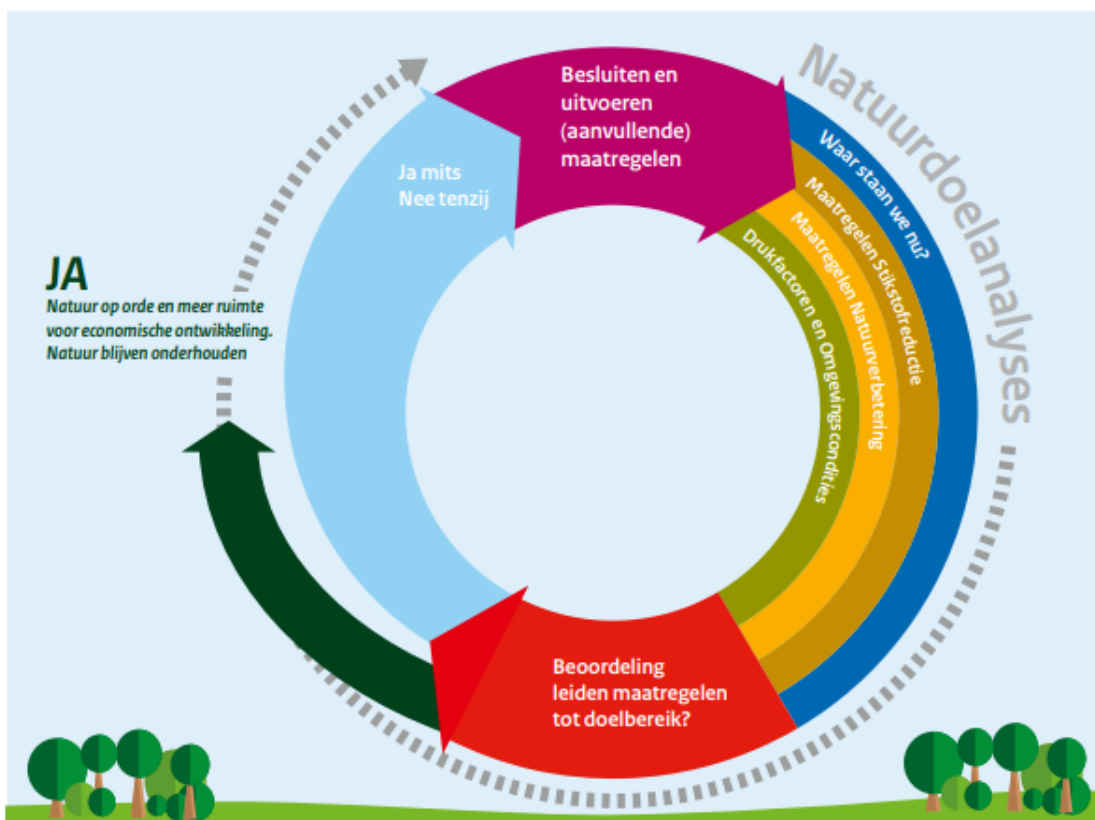 Besluiten en
uitvoeren
(aanvullende)
maatregelen
Natuurdoelanalyses
Waar staan we nu?
Maatregelen Stikstofreductie
Maatregelen Natuurverbetering
Drukfactoren en Omgevingscondities
Ja mits
Nee tenzij
JA
Natuur op orde en meer ruimte
voor economische ontwikkeling.
Natuur blijven onderhouden
Beoordeling
leiden maatregelen
tot doelbereik?